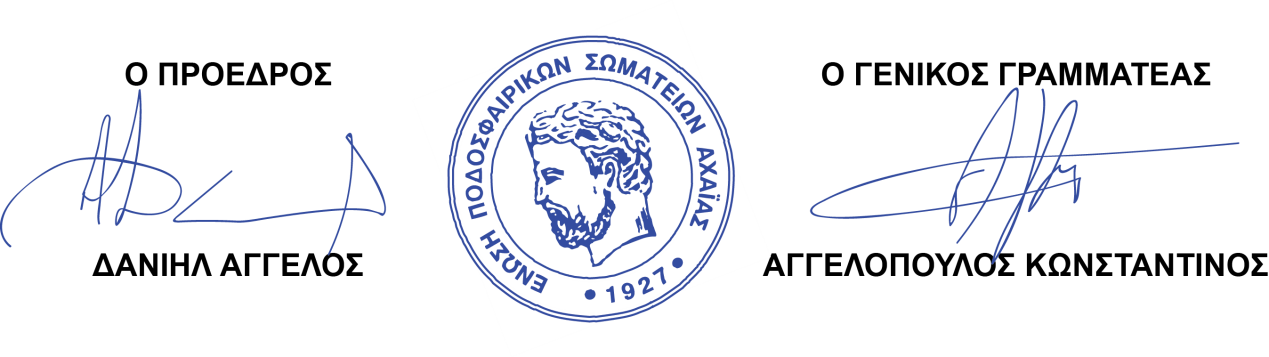 Ο ΠΡΟΕΔΡΟΣ
ΔΑΝΙΗΛ ΑΓΓΕΛΟΣ
ΕΝΩΣΗ ΠΟΔΟΣΦΑΙΡΙΚΩΝ ΣΩΜΑΤΕΙΩΝ ΑΧΑΪΑΣ
• 1927 •
Ο ΓΕΝΙΚΟΣ ΓΡΑΜΜΑΤΕΑΣ
ΑΓΓΕΛΟΠΟΥΛΟΣ ΚΩΝΣΤΑΝΤΙΝΟΣ